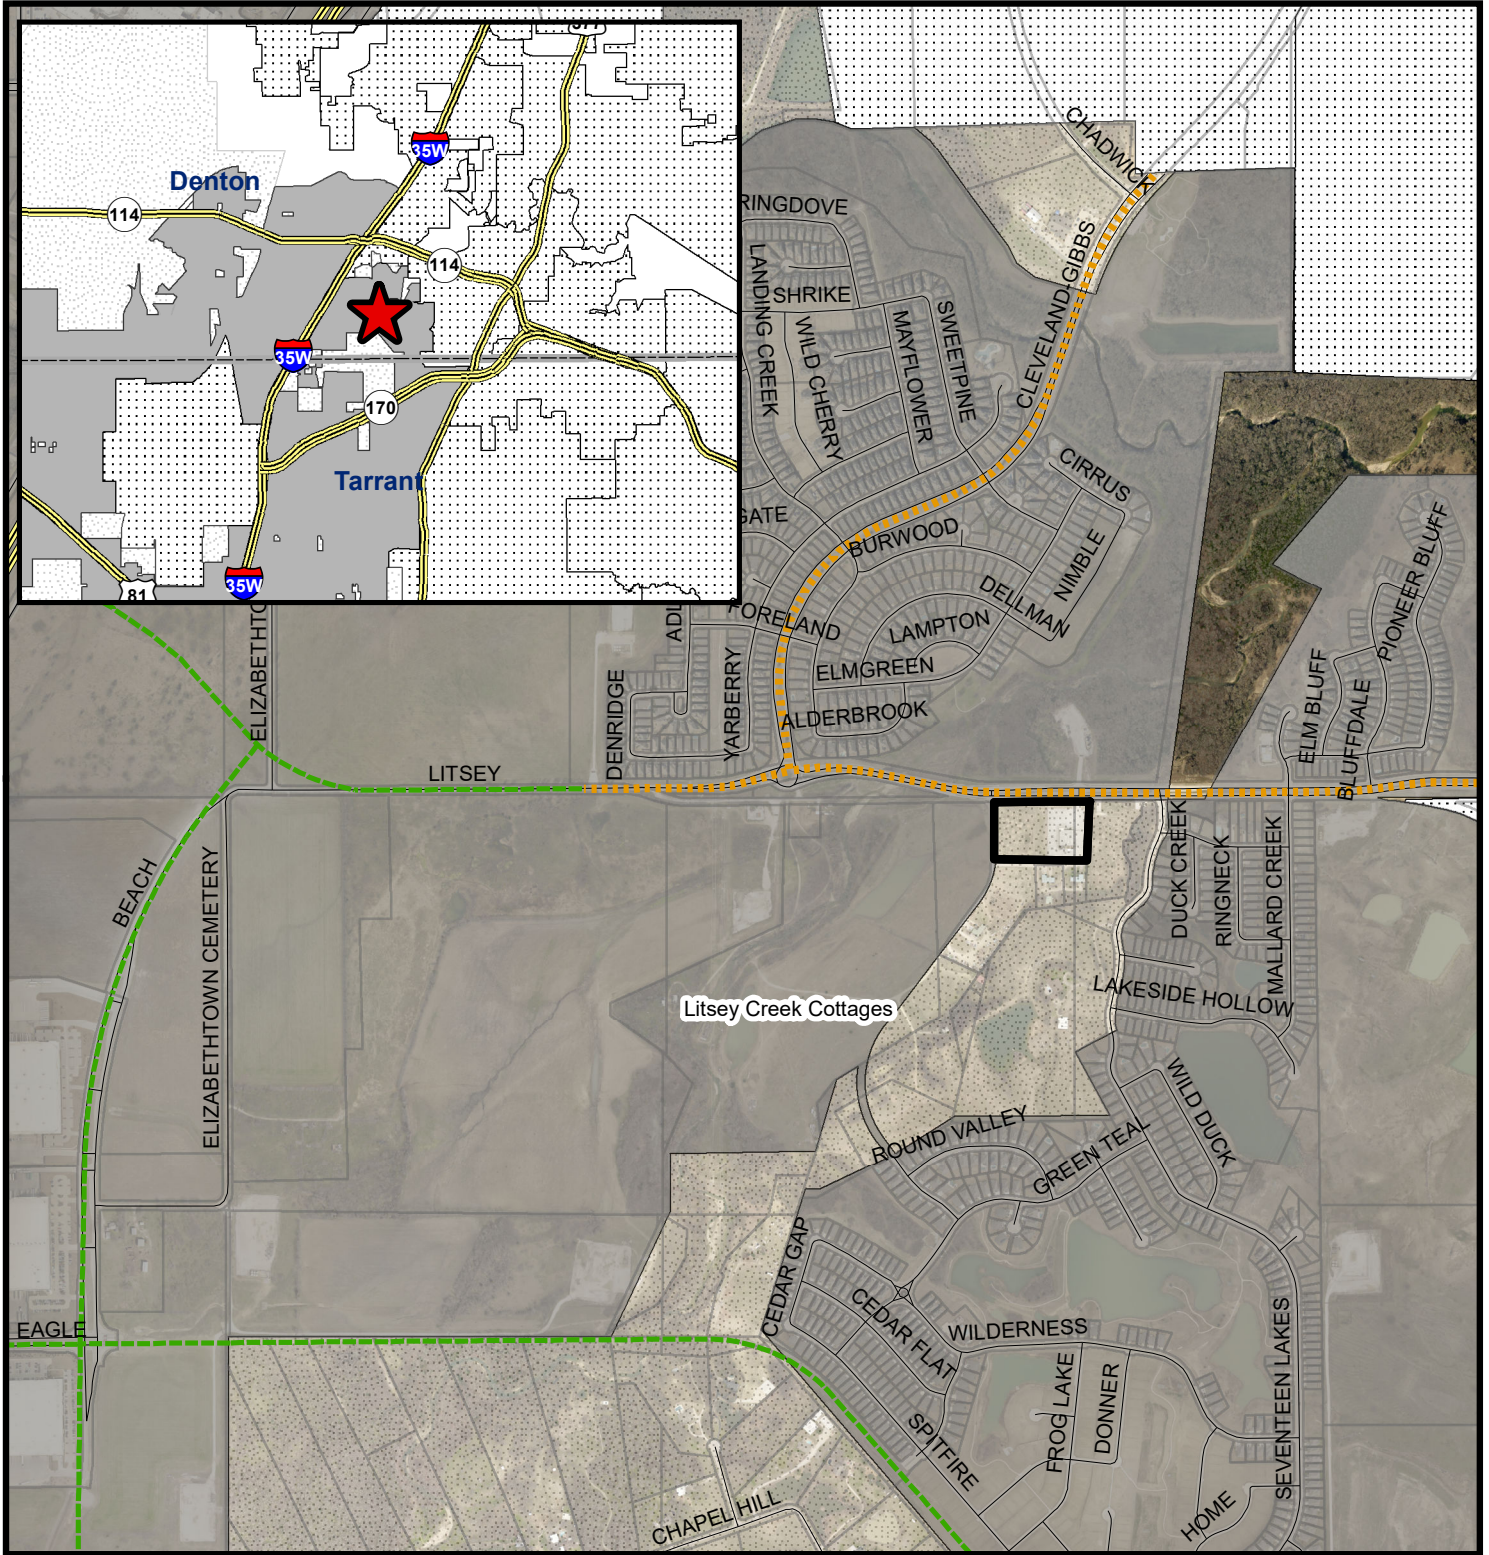 377
35W
Denton
114
114
35W
170
Tarrant
81
35W
CHADWICK
RINGDOVE
CLEVELAND-GIBBS
LANDING CREEK
SHRIKE
WILD CHERRY
MAYFLOWER
SWEETPINE
CIRRUS
GATE
BURWOOD
NIMBLE
DELLMAN
PIONEER BLUFF
ADL
FORELAND
LAMPTON
ELIZABETHTO
ELMGREEN
DENRIDGE
YARBERRY
ALDERBROOK
ELM BLUFF
BLUFFDALE
LITSEY
BEACH
ELIZABETHTOWN CEMETERY
DUCK CREEK
RINGNECK
MALLARD CREEK
LAKESIDE HOLLOW
Litsey Creek Cottages
WILD DUCK
ROUND VALLEY
GREEN TEAL
CEDAR GAP
CEDAR FLAT
EAGLE
WILDERNESS
SEVENTEEN LAKES
FROG LAKE
DONNER
SPITFIRE
CHAPEL HILL
HOME